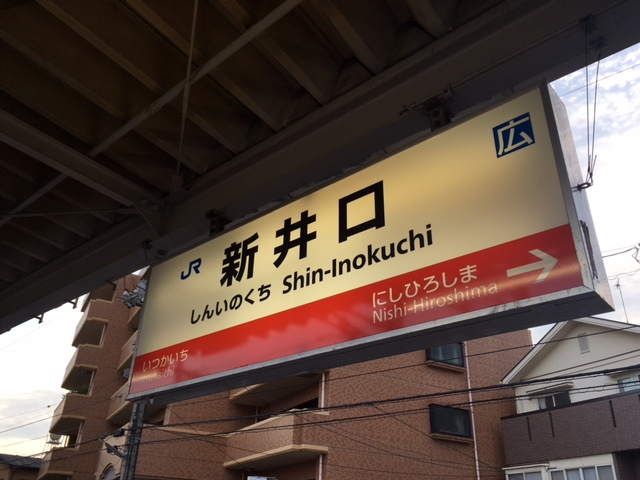 広
JR
新井口
しんいのくち Shin-Inokuchi
にしひろしま
Nishi-Hiroshima
いつかいち